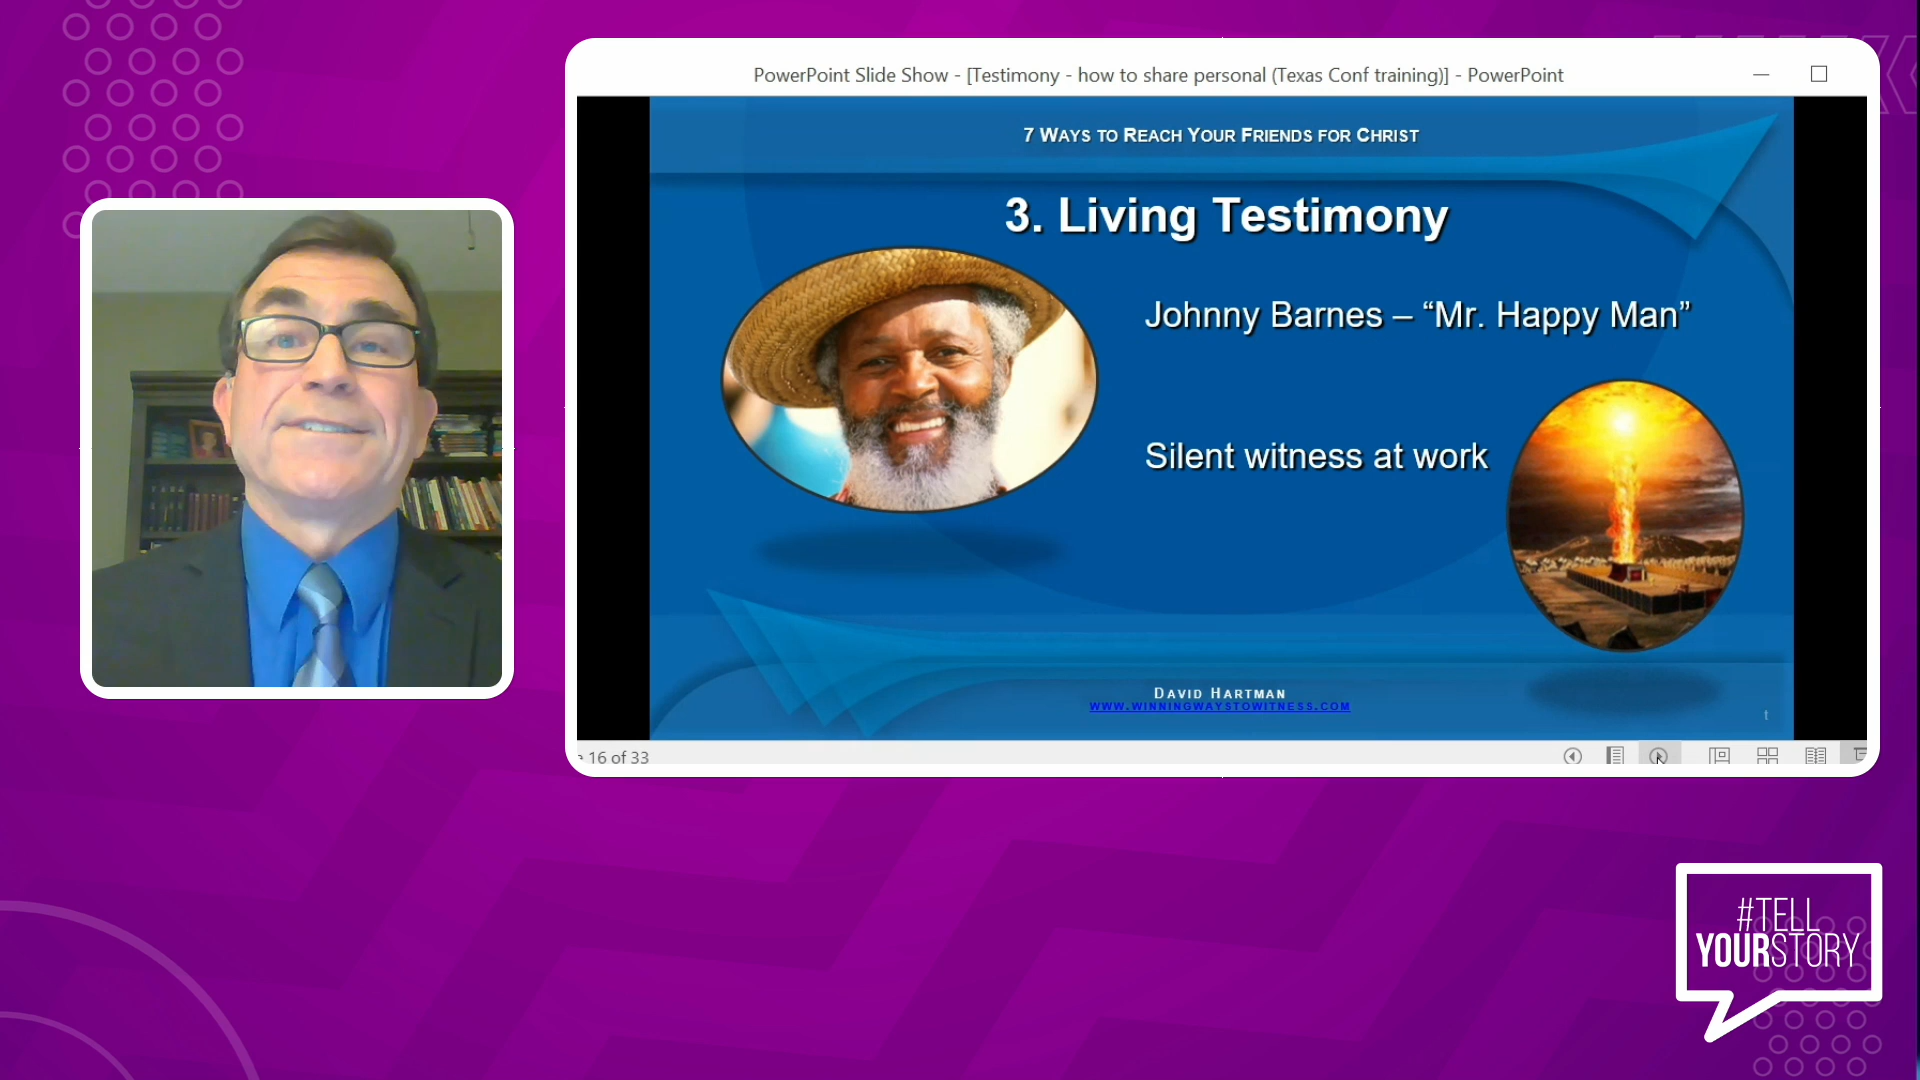 PowerPoint Slide Show - [Testimony - how to share personal (Texas Conf training)] - PowerPoint
7 WAYS TO REACH YOUR FRIENDS FOR CHRIST
3. Living Testimony
Johnny Barnes – “Mr. Happy Man”
Silent witness at work
DAVID HARTMAN
WWW.WINNINGWAYSTOWITNESS.COM
t
16 of 33
#TELL
YOURSTORY